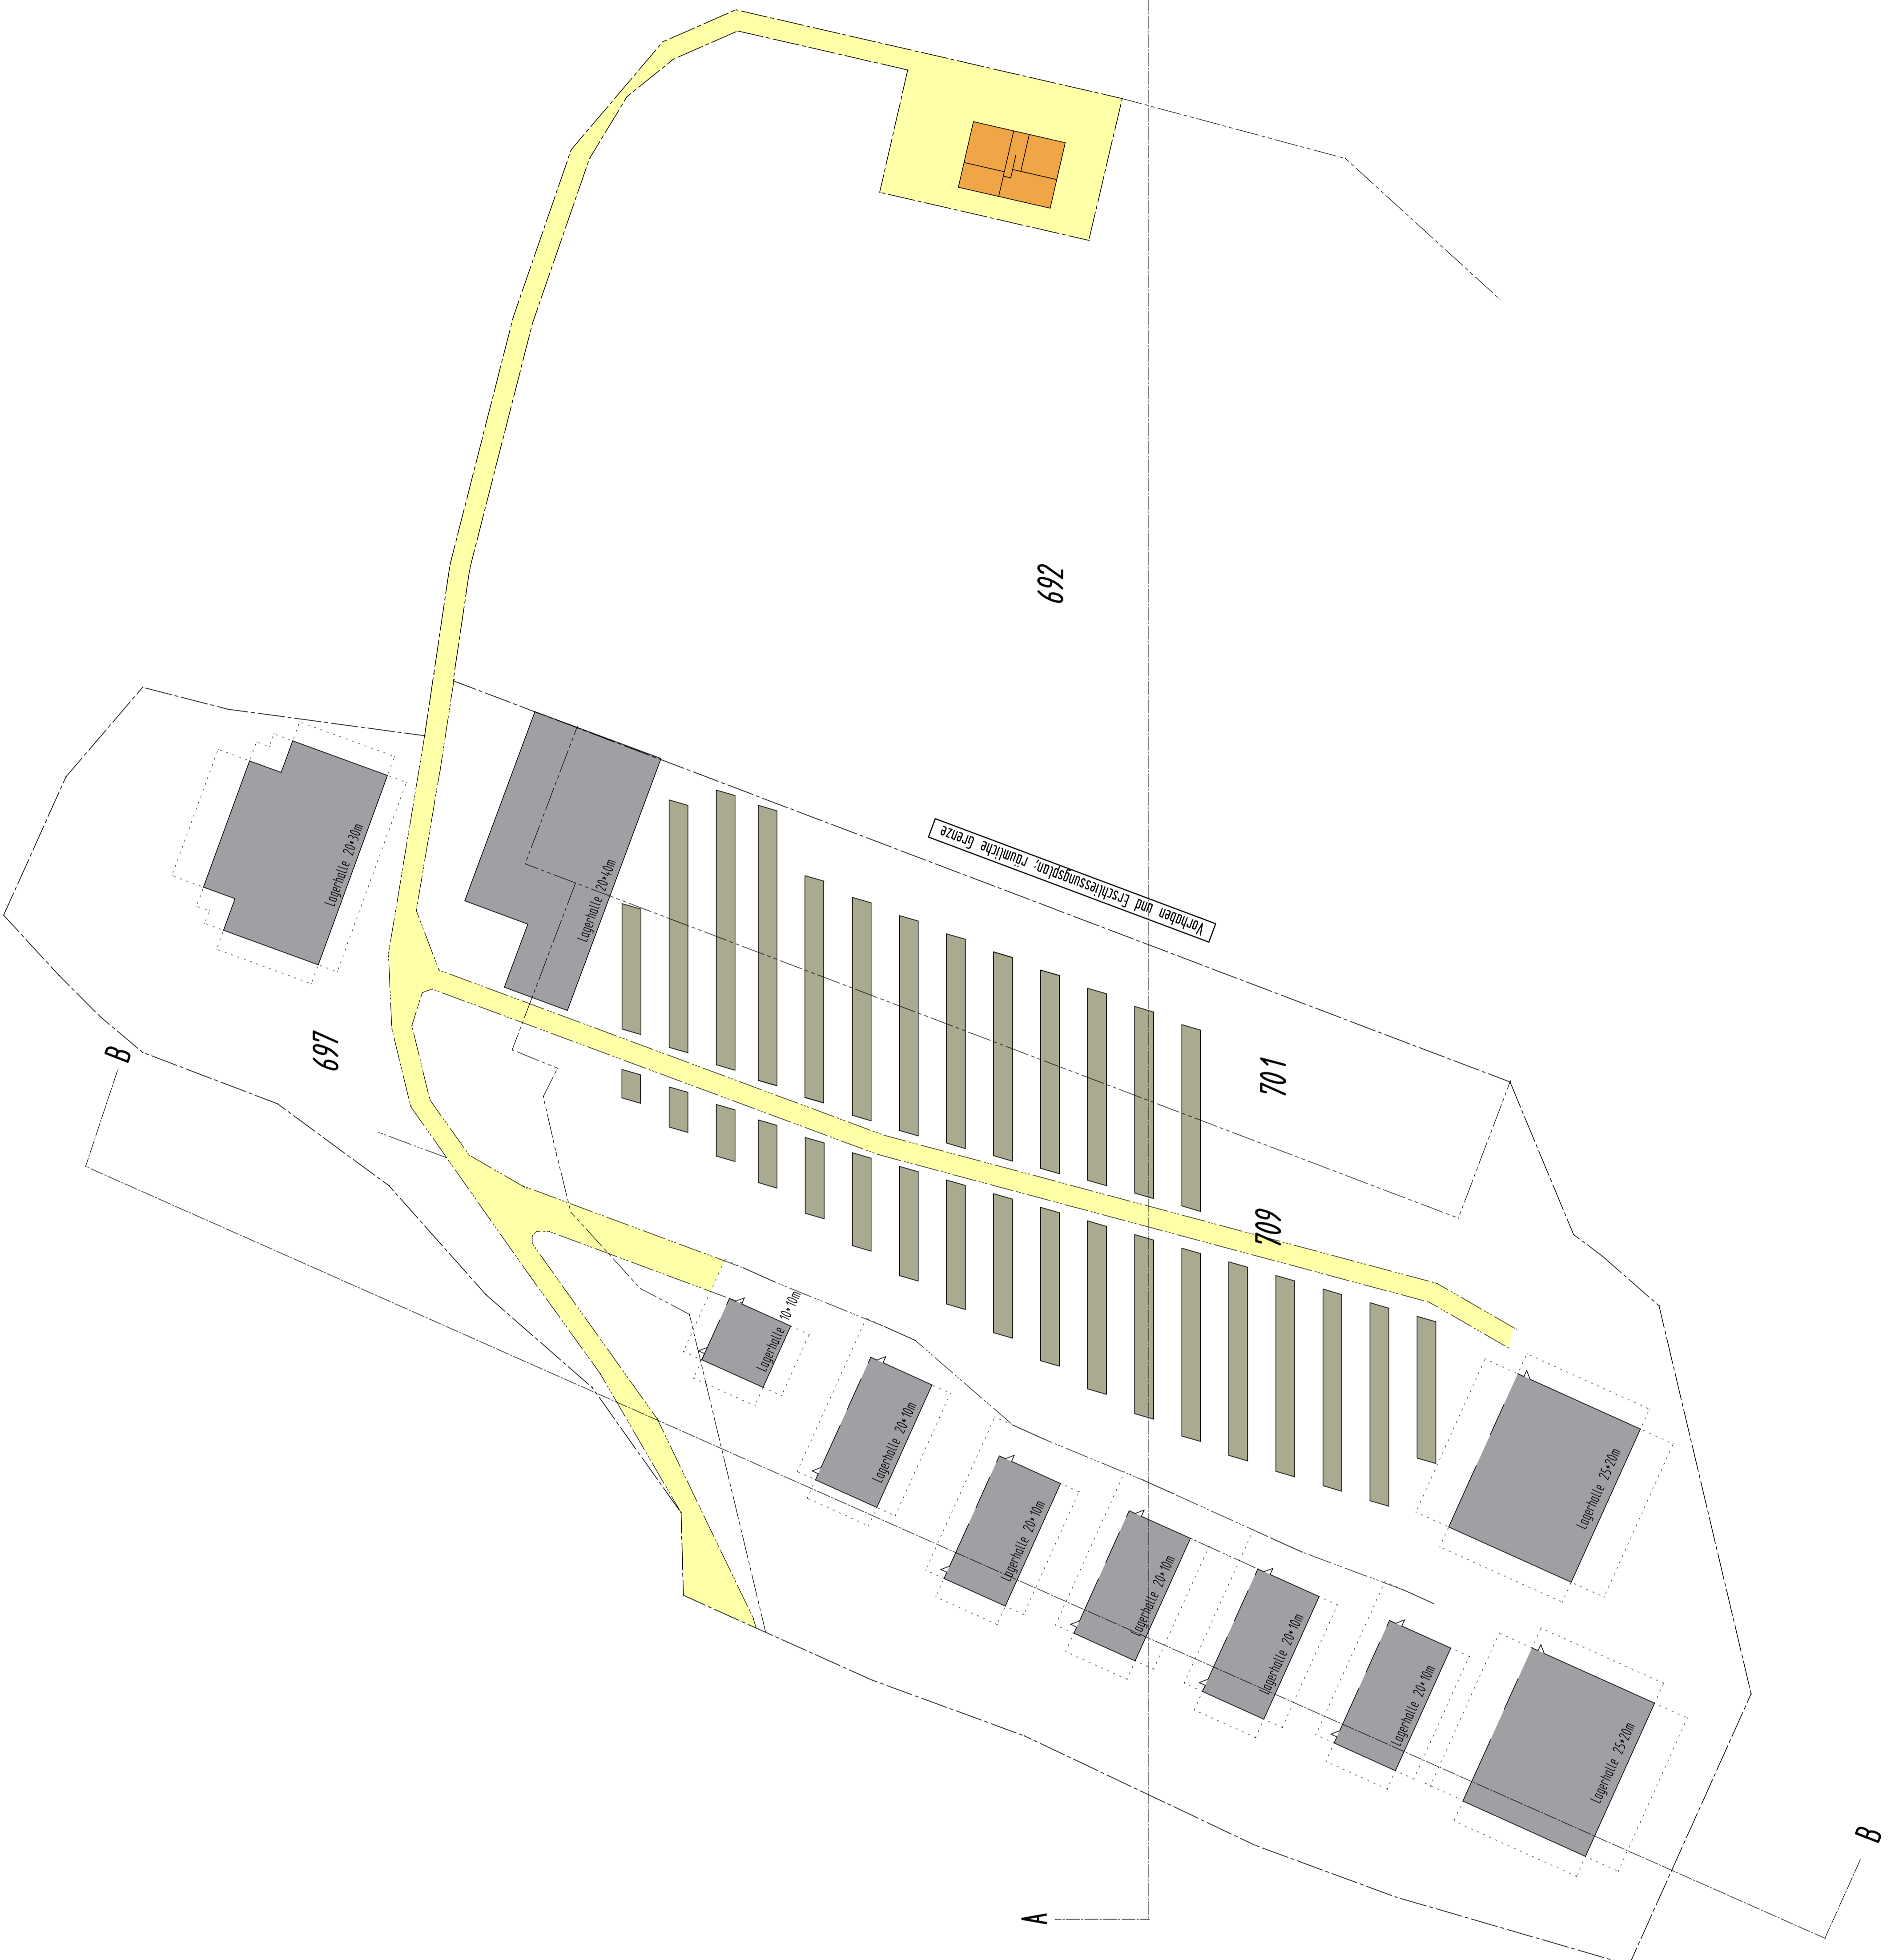 692
Lagerhalle 20*30m
Lagerhalle 20*40m
Vorhaben und Erschliessungsplan; räumliche Grenze
B
697
701
709
Lagerhalle 10*10m
Lagerhalle 20*10m
Lagerhalle 20*10m
Lagerhalle 20*10m
Lagerhalle 20*10m
Lagerhalle 20*10m
Lagerhalle 25*20m
Lagerhalle 25*20m
B
A